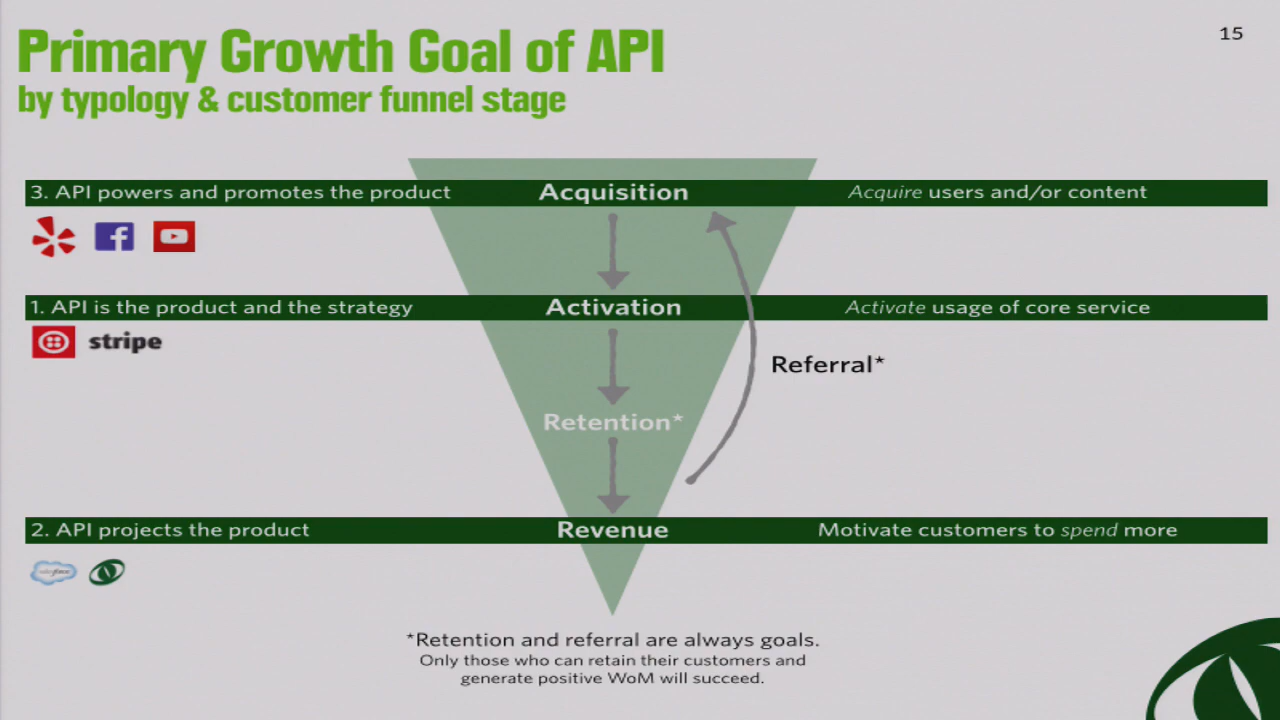 Primary Growth Goal of API
15
by typology & customer funnel stage
3. API powers and promotes the product
Acquisition
Acquire users and/or content
1. API is the product and the strategy
Activation
Activate usage of core service
stripe
Referral*
Retention*
2. API projects the product
Revenue
Motivate customers to spend more
salesforce
*Retention and referral are always goals.
Only those who can retain their customers and
generate positive WoM will succeed.